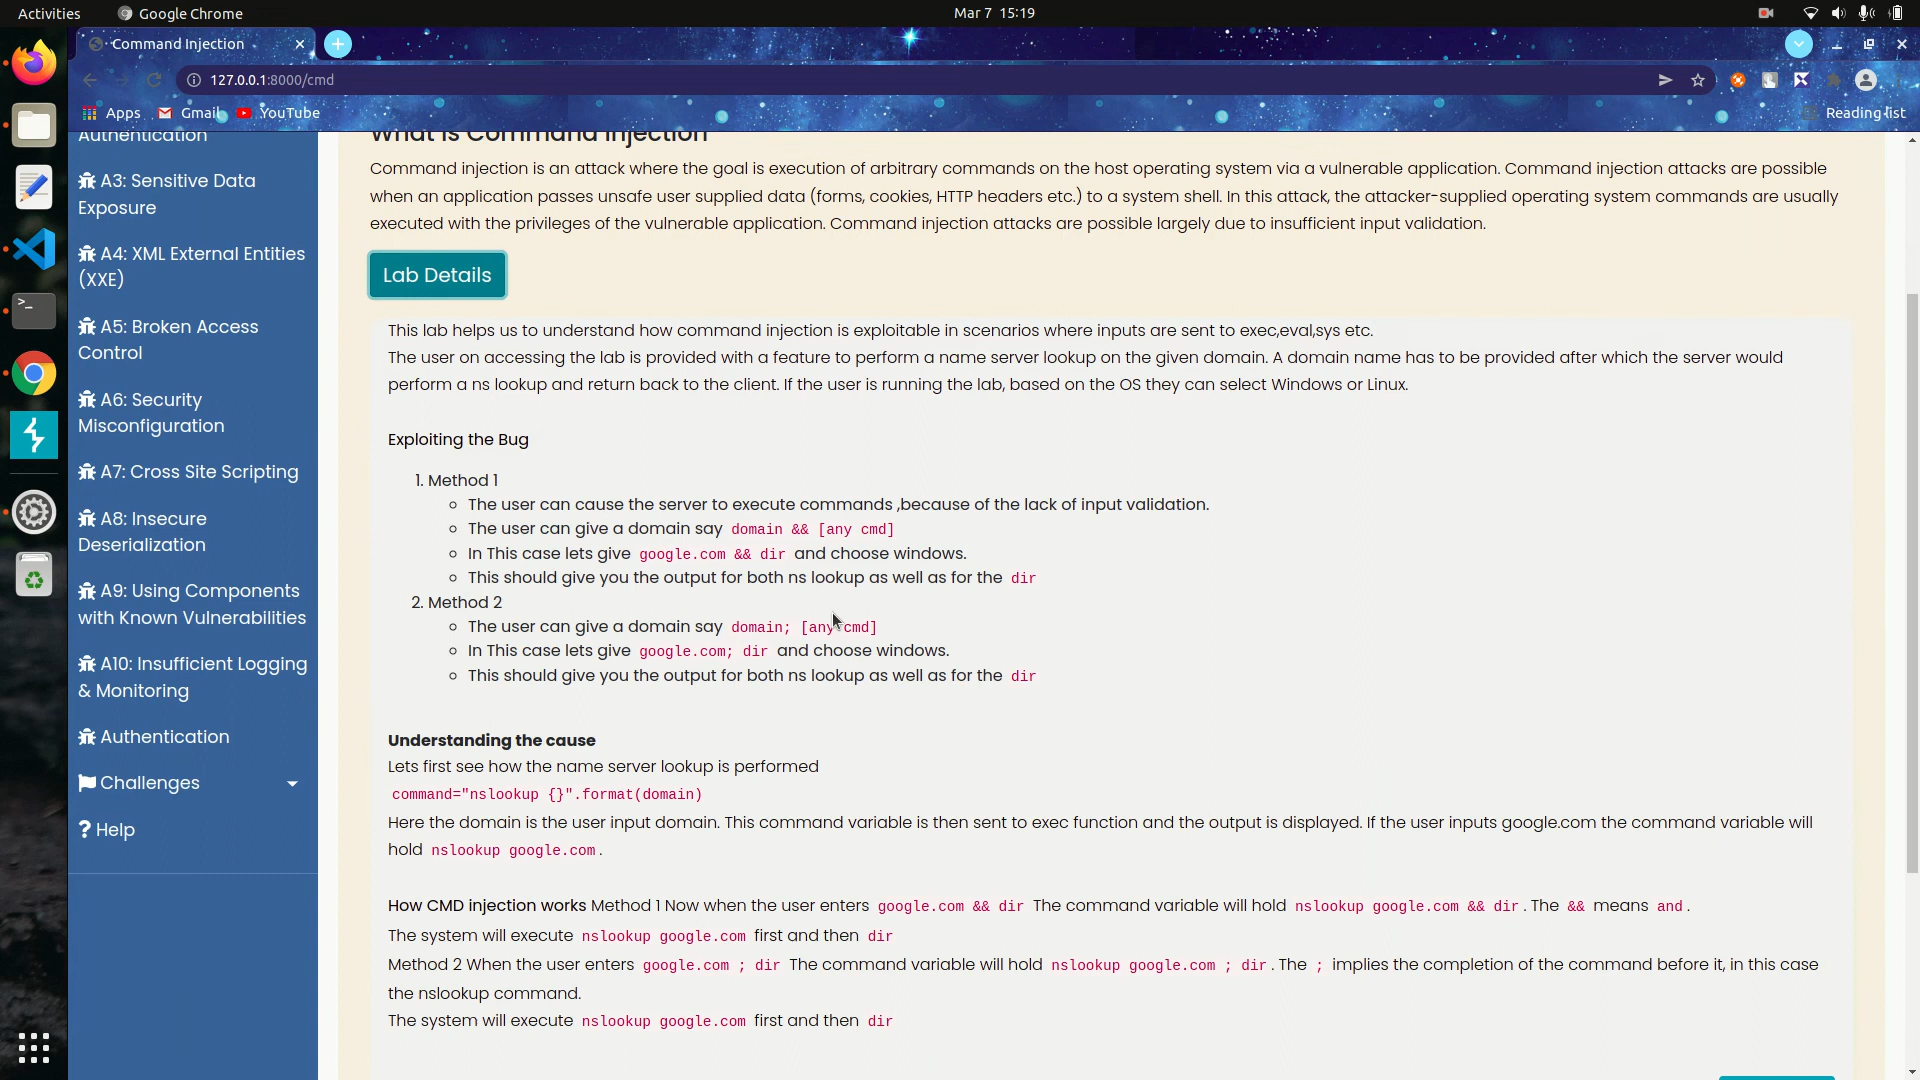 Activities
Google Chrome
Mar 7 15:19
Command Injection
127.0.0.1:8000/cmd
Apps
Gmail
YouTube
Reading list
Authentication
A3: Sensitive Data
Exposure
A4: XML External Entities
(XXE)
A5: Broken Access
Control
A6: Security
Misconfiguration
A7: Cross Site Scripting
A8: Insecure
Deserialization
A9: Using Components
with Known Vulnerabilities
A10: Insufficient Logging
& Monitoring
Authentication
Challenges
? Help
What is Command Injection
Command injection is an attack where the goal is execution of arbitrary commands on the host operating system via a vulnerable application. Command injection attacks are possible
when an application passes unsafe user supplied data (forms, cookies, HTTP headers etc.) to a system shell. In this attack, the attacker-supplied operating system commands are usually
executed with the privileges of the vulnerable application. Command injection attacks are possible largely due to insufficient input validation.
Lab Details
This lab helps us to understand how command injection is exploitable in scenarios where inputs are sent to exec,eval,sys etc.
The user on accessing the lab is provided with a feature to perform a name server lookup on the given domain. A domain name has to be provided after which the server would
perform a ns lookup and return back to the client. If the user is running the lab, based on the OS they can select Windows or Linux.
Exploiting the Bug
1. Method 1
The user can cause the server to execute commands ,because of the lack of input validation.
The user can give a domain say domain && [any cmd]
In This case lets give google.com && dir and choose windows.
This should give you the output for both ns lookup as well as for the dir
2. Method 2
The user can give a domain say domain; [any cmd]
In This case lets give google.com; dir and choose windows.
This should give you the output for both ns lookup as well as for the dir
Understanding the cause
Lets first see how the name server lookup is performed
command="nslookup {}".format(domain)
Here the domain is the user input domain. This command variable is then sent to exec function and the output is displayed. If the user inputs google.com the command variable will
hold nslookup google.com.
How CMD injection works Method 1 Now when the user enters google.com && dir The command variable will hold nslookup google.com && dir. The && means and.
The system will execute nslookup google.com first and then dir
Method 2 When the user enters google.com ; dir The command variable will hold nslookup google.com ; dir. The ; implies the completion of the command before it, in this case
the nslookup command.
The system will execute nslookup google.com first and then dir